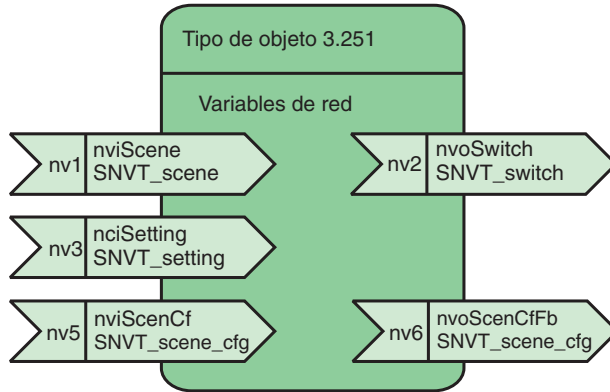 Tipo de objeto 3.251
Variables de red
nv1
nviScene
SNVT_scene
nv2
nvoSwitch
SNVT_switch
nv3
nciSetting
SNVT_setting
nv5
nviScenCf
SNVT_scene_cfg
nv6
nvoScenCfFb
SNVT_scene_cfg